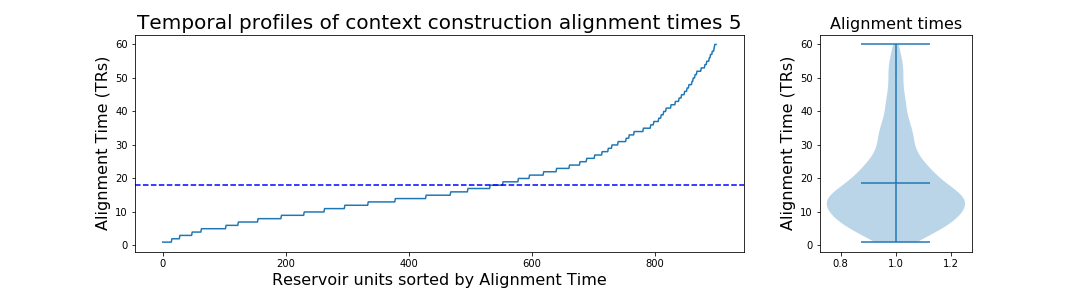 Temporal profiles of context construction alignment times 5
Alignment Time (TRs)
60
50
40
30
20
10
0
0 200 400 600 800
Reservoir units sorted by Alignment Time
Alignment times
Alignment Time (TRs)
60
50
40
30
20
10
0
0.8 1.0 1.2